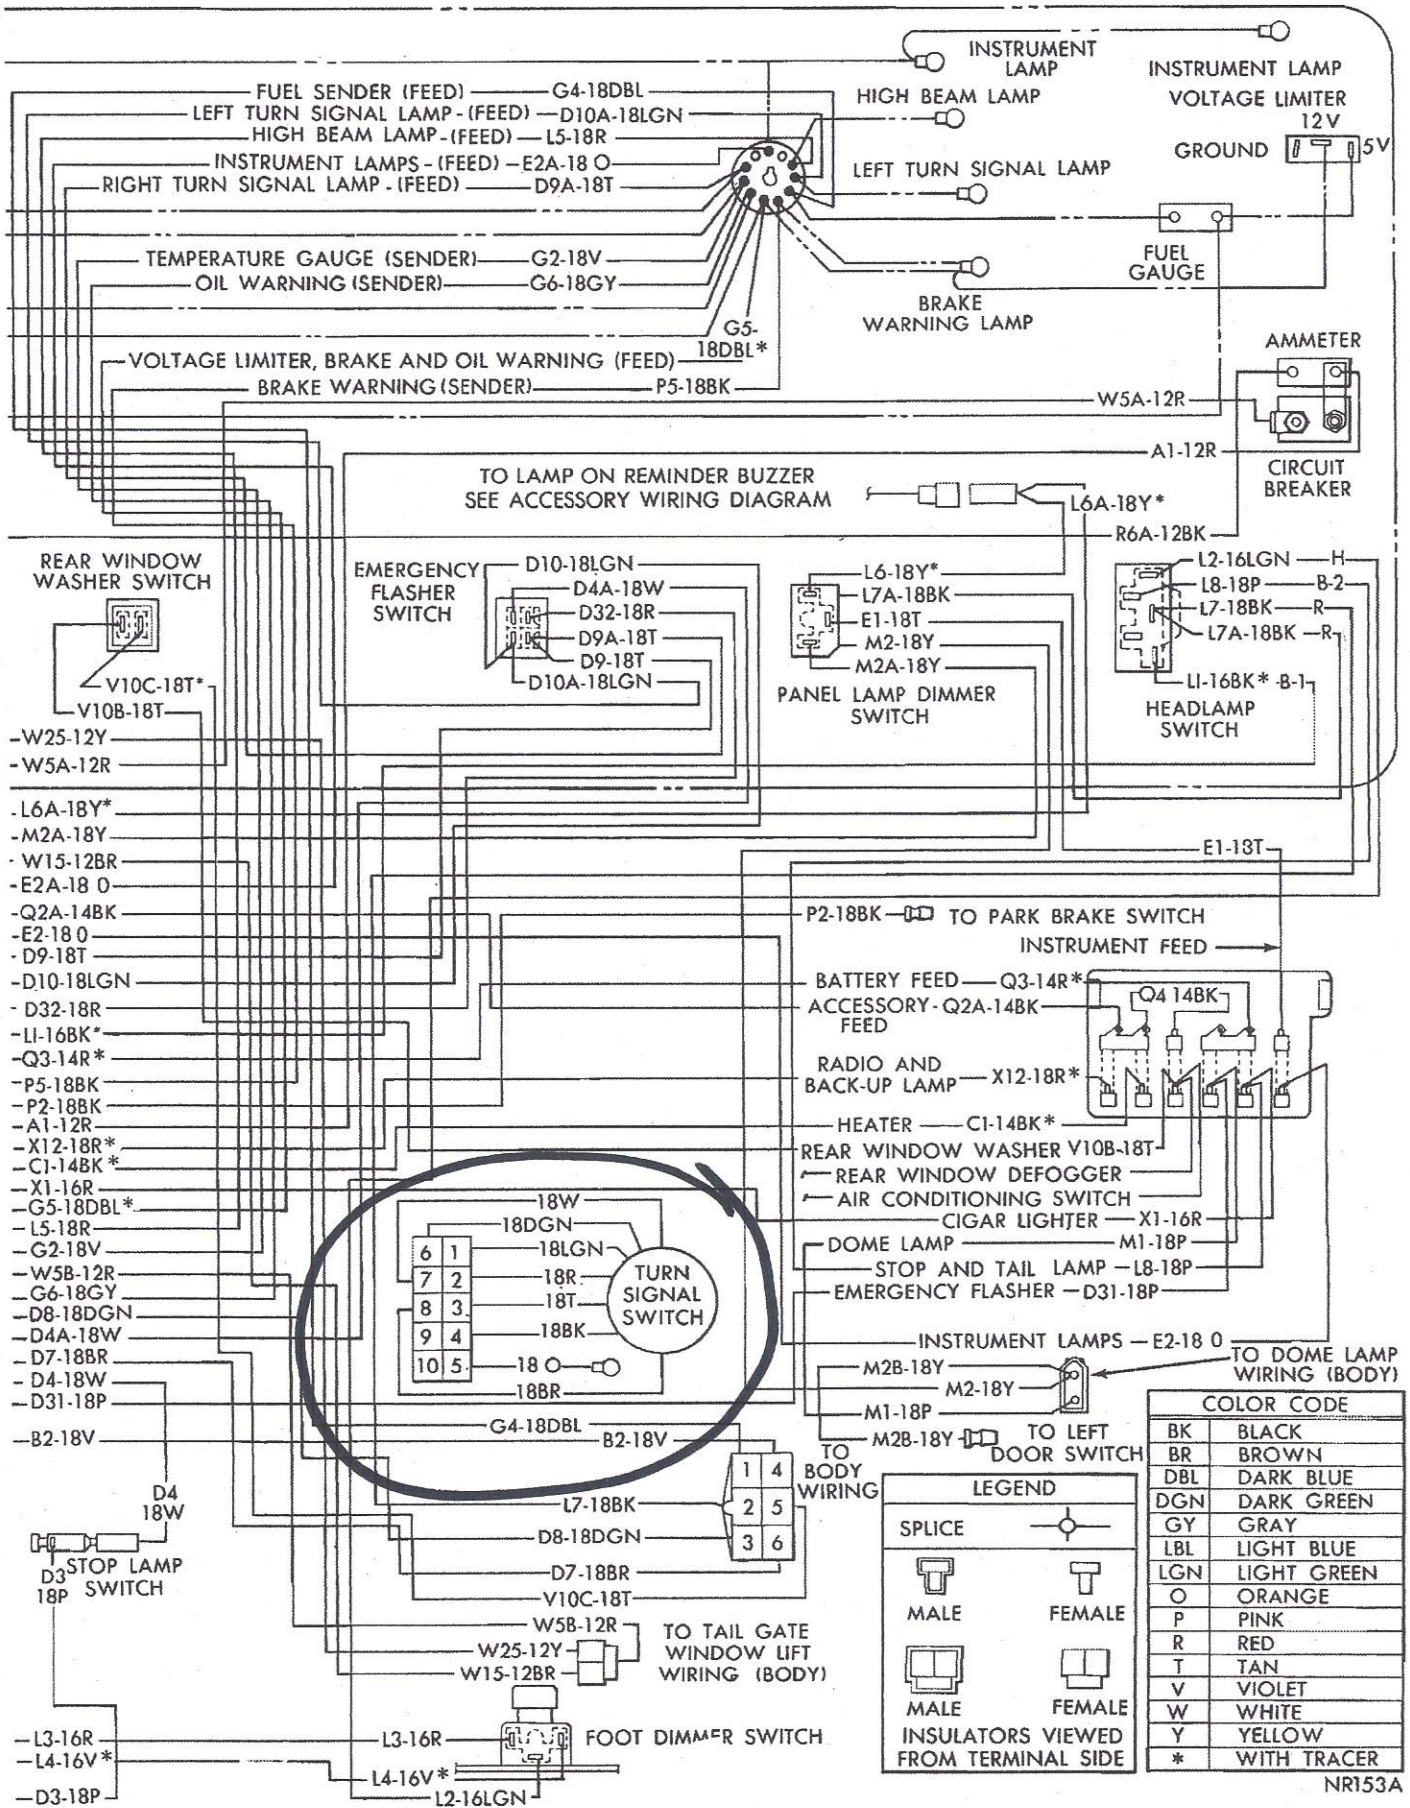 INSTRUMENT
LAMP
INSTRUMENT LAMP
FUEL SENDER (FEED)
G4-18DBL
HIGH BEAM LAMP
VOLTAGE LIMITER
12V
LEFT TURN SIGNAL LAMP-(FEED)
D10A-18LGN
HIGH BEAM LAMP-(FEED)
L5-18R
GROUND
5V
INSTRUMENT LAMPS-(FEED)
E2A-18 O
LEFT TURN SIGNAL LAMP
RIGHT TURN SIGNAL LAMP-(FEED)
D9A-18T
TEMPERATURE GAUGE (SENDER)
G2-18V
FUEL
GAUGE
OIL WARNING (SENDER)
G6-18GY
BRAKE
WARNING LAMP
G5-
18DBL*
AMMETER
VOLTAGE LIMITER, BRAKE AND OIL WARNING (FEED)
BRAKE WARNING (SENDER)
P5-18BK
W5A-12R
A1-12R
CIRCUIT
BREAKER
TO LAMP ON REMINDER BUZZER
SEE ACCESSORY WIRING DIAGRAM
L6A-18Y*
R6A-12BK
REAR WINDOW
WASHER SWITCH
EMERGENCY
FLASHER
SWITCH
D10-18LGN
D4A-18W
D32-18R
D9A-18T
D9-18T
D10A-18LGN
L6-18Y*
L7A-18BK
E1-18T
M2-18Y
M2A-18Y
PANEL LAMP DIMMER
SWITCH
L2-16LGN
H
L8-18P
B-2
L7-18BK
R
L7A-18BK
R
L1-16BK*
B-1
HEADLAMP
SWITCH
V10C-18T*
V10B-18T
W25-12Y
W5A-12R
L6A-18Y*
M2A-18Y
W15-12BR
E2A-18 O
Q2A-14BK
E2-18 O
D9-18T
D10-18LGN
D32-18R
L1-16BK*
Q3-14R*
P5-18BK
P2-18BK
A1-12R
X12-18R*
C1-14BK*
X1-16R
G5-18DBL*
L5-18R
G2-18V
W5B-12R
G6-18GY
D8-18DGN
D4A-18W
D7-18BR
D4-18W
D31-18P
B2-18V
E1-18T
P2-18BK
TO PARK BRAKE SWITCH
INSTRUMENT FEED
BATTERY FEED
Q3-14R*
ACCESSORY
FEED
Q2A-14BK
Q4 14BK
RADIO AND
BACK-UP LAMP
X12-18R*
HEATER
C1-14BK*
REAR WINDOW WASHER
V10B-18T
REAR WINDOW DEFOGGER
AIR CONDITIONING SWITCH
CIGAR LIGHTER
X1-16R
DOME LAMP
M1-18P
STOP AND TAIL LAMP
L8-18P
EMERGENCY FLASHER
D31-18P
INSTRUMENT LAMPS
E2-18 O
18W
18DGN
18LGN
18R
18T
18BK
18 O
18BR
6 1
7 2
8 3
9 4
10 5
TURN
SIGNAL
SWITCH
M2B-18Y
M2-18Y
M1-18P
M2B-18Y
TO DOME LAMP
WIRING (BODY)
TO LEFT
DOOR SWITCH
G4-18DBL
B2-18V
TO
BODY
WIRING
1 4
2 5
3 6
L7-18BK
D8-18DGN
D7-18BR
V10C-18T
D4
18W
STOP LAMP
SWITCH
D3
18P
W5B-12R
W25-12Y
W15-12BR
TO TAIL GATE
WINDOW LIFT
WIRING (BODY)
L3-16R
L4-16V*
D3-18P
L3-16R
FOOT DIMMER SWITCH
L4-16V*
L2-16LGN
LEGEND
SPLICE
MALE
FEMALE
MALE
FEMALE
INSULATORS VIEWED
FROM TERMINAL SIDE
COLOR CODE
BK BLACK
BR BROWN
DBL DARK BLUE
DGN DARK GREEN
GY GRAY
LBL LIGHT BLUE
LGN LIGHT GREEN
O ORANGE
P PINK
R RED
T TAN
V VIOLET
W WHITE
Y YELLOW
* WITH TRACER
NR153A